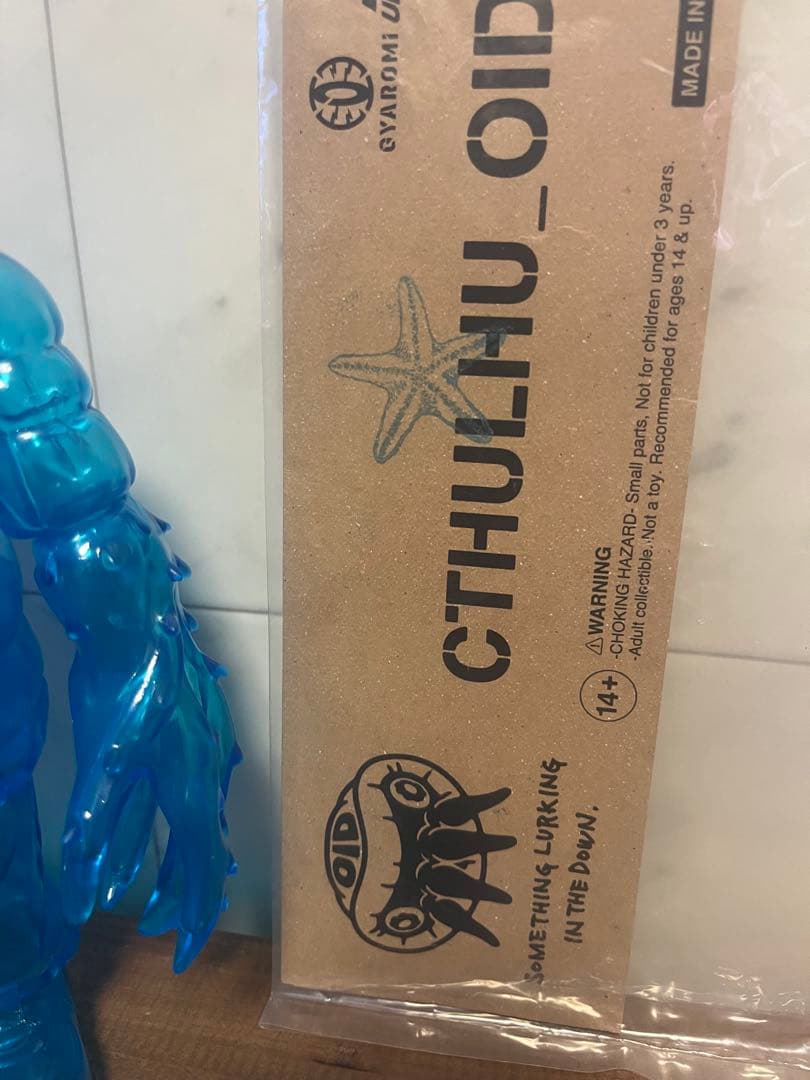 GYAROMI
CTHULHU_OID
MADE IN
⚠WARNING
-CHOKING HAZARD- Small parts, Not for children under 3 years.
-Adult collectible. Not a toy. Recommended for ages 14 & up.
14+
OID
SOMETHING LURKING
IN THE DOWN.